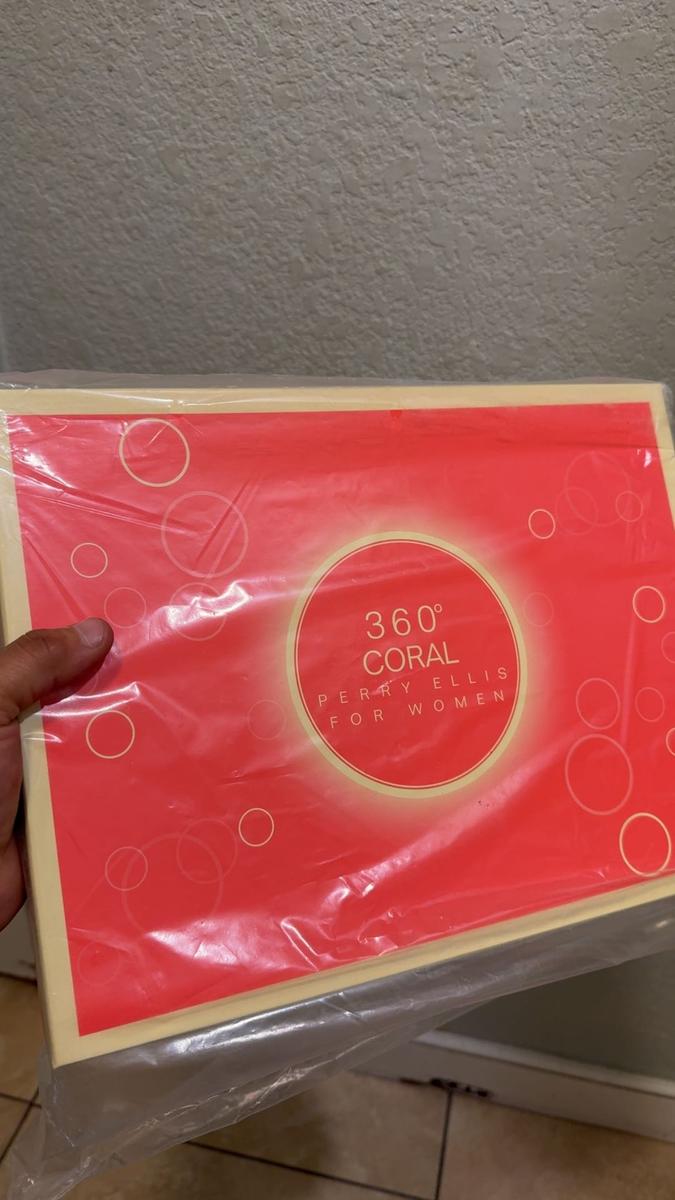 360°
CORAL
PERRY ELLIS
FOR WOMEN